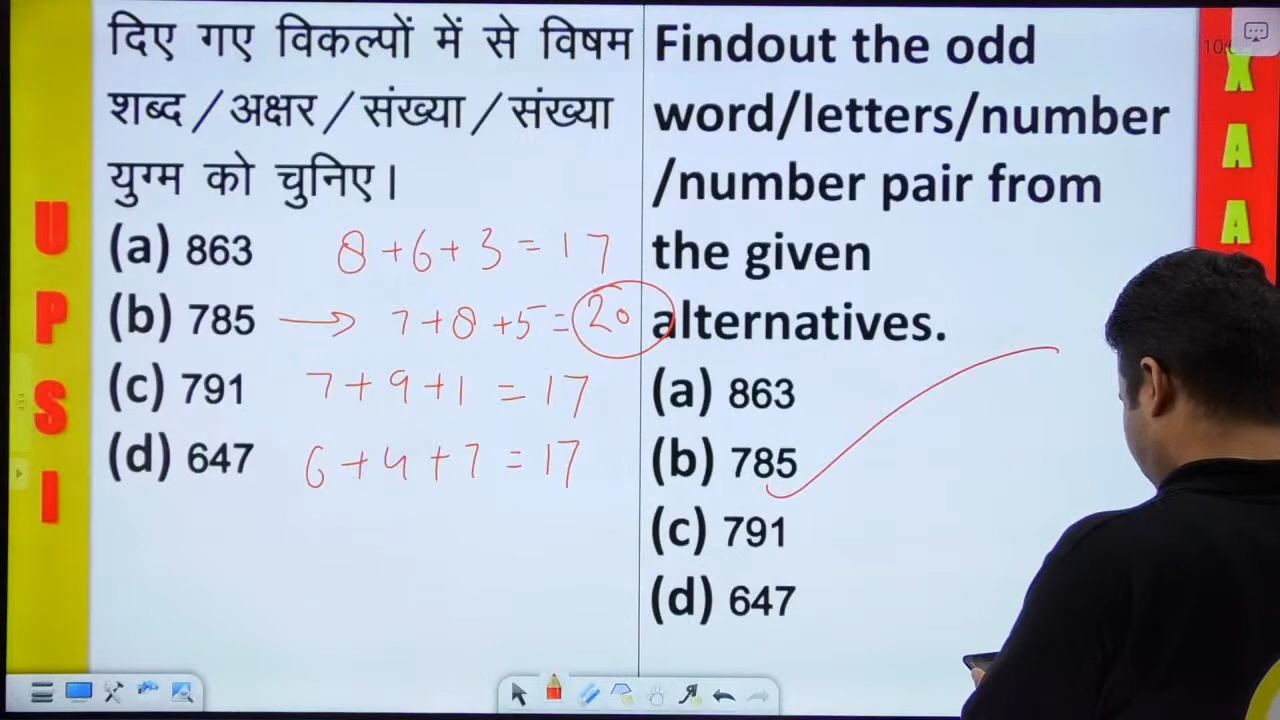 दिए गए विकल्पों में से विषम
शब्द/अक्षर/संख्या/संख्या
युग्म को चुनिए।
(a) 863 8+6+3=17
(b) 785 → 7+8+5=20
(c) 791 7+9+1=17
(d) 647 6+4+7=17
Findout the odd
word/letters/number
/number pair from
the given
alternatives.
(a) 863
(b) 785
(c) 791
(d) 647
U
P
S
I
X
A
A